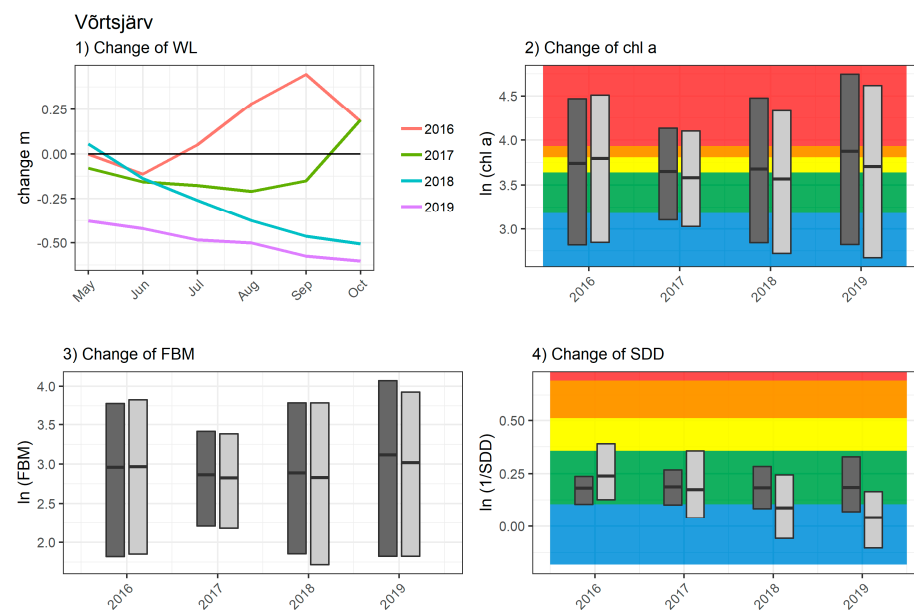 Võrtsjärv
1) Change of WL
change m
0.25
0.00
-0.25
-0.50
May
Jun
Jul
Aug
Sep
Oct
2016
2017
2018
2019
2) Change of chl a
ln (chl a)
4.5
4.0
3.5
3.0
2016
2017
2018
2019
3) Change of FBM
ln (FBM)
4.0
3.5
3.0
2.5
2.0
2016
2017
2018
2019
4) Change of SDD
ln (1/SDD)
0.50
0.25
0.00
2016
2017
2018
2019